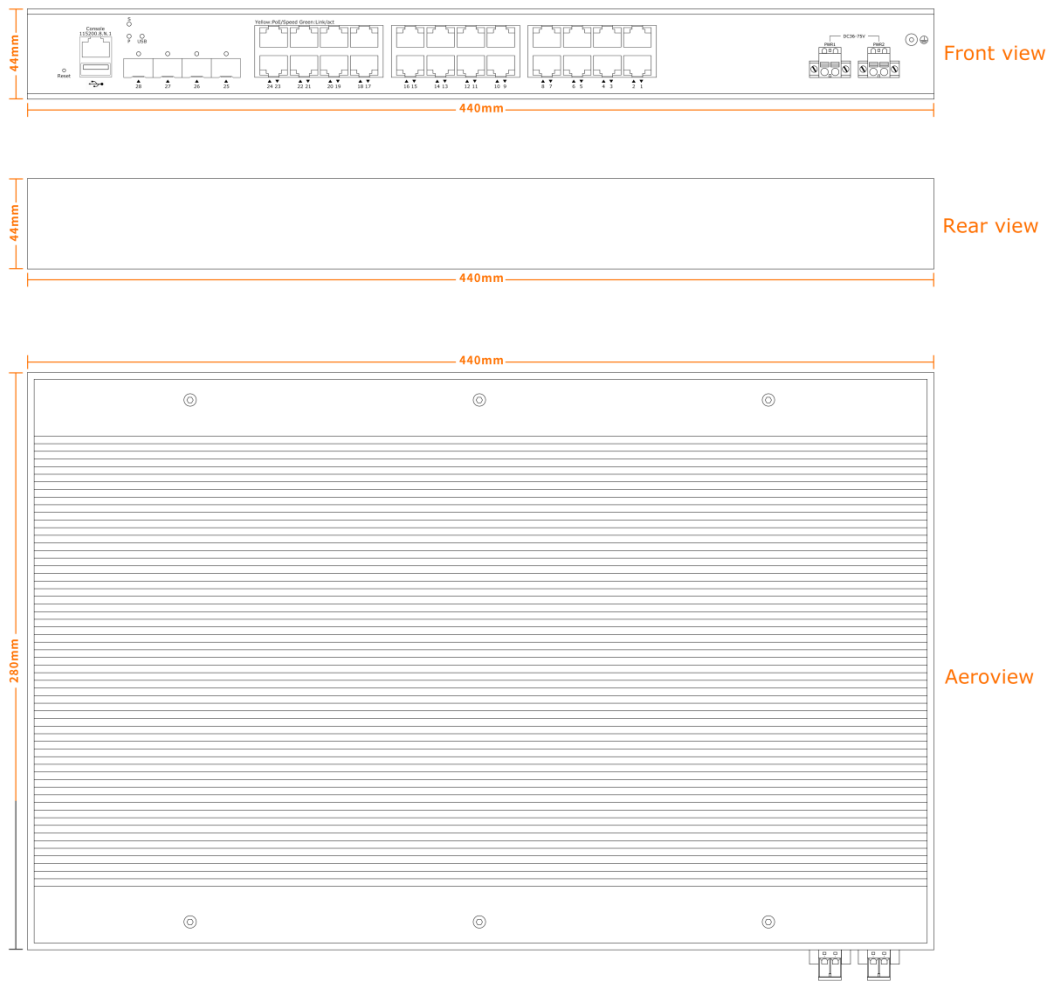 S
Yellow:PoE/Speed Green:Link/act
Console
115200.8.N.1
P USB
DC36-75V
PWR1 PWR2
Reset
28 27 26 25 24 23 22 21 20 19 18 17 16 15 14 13 12 11 10 9 8 7 6 5 4 3 2 1
44mm
Front view
440mm
44mm
Rear view
440mm
440mm
280mm
Aeroview